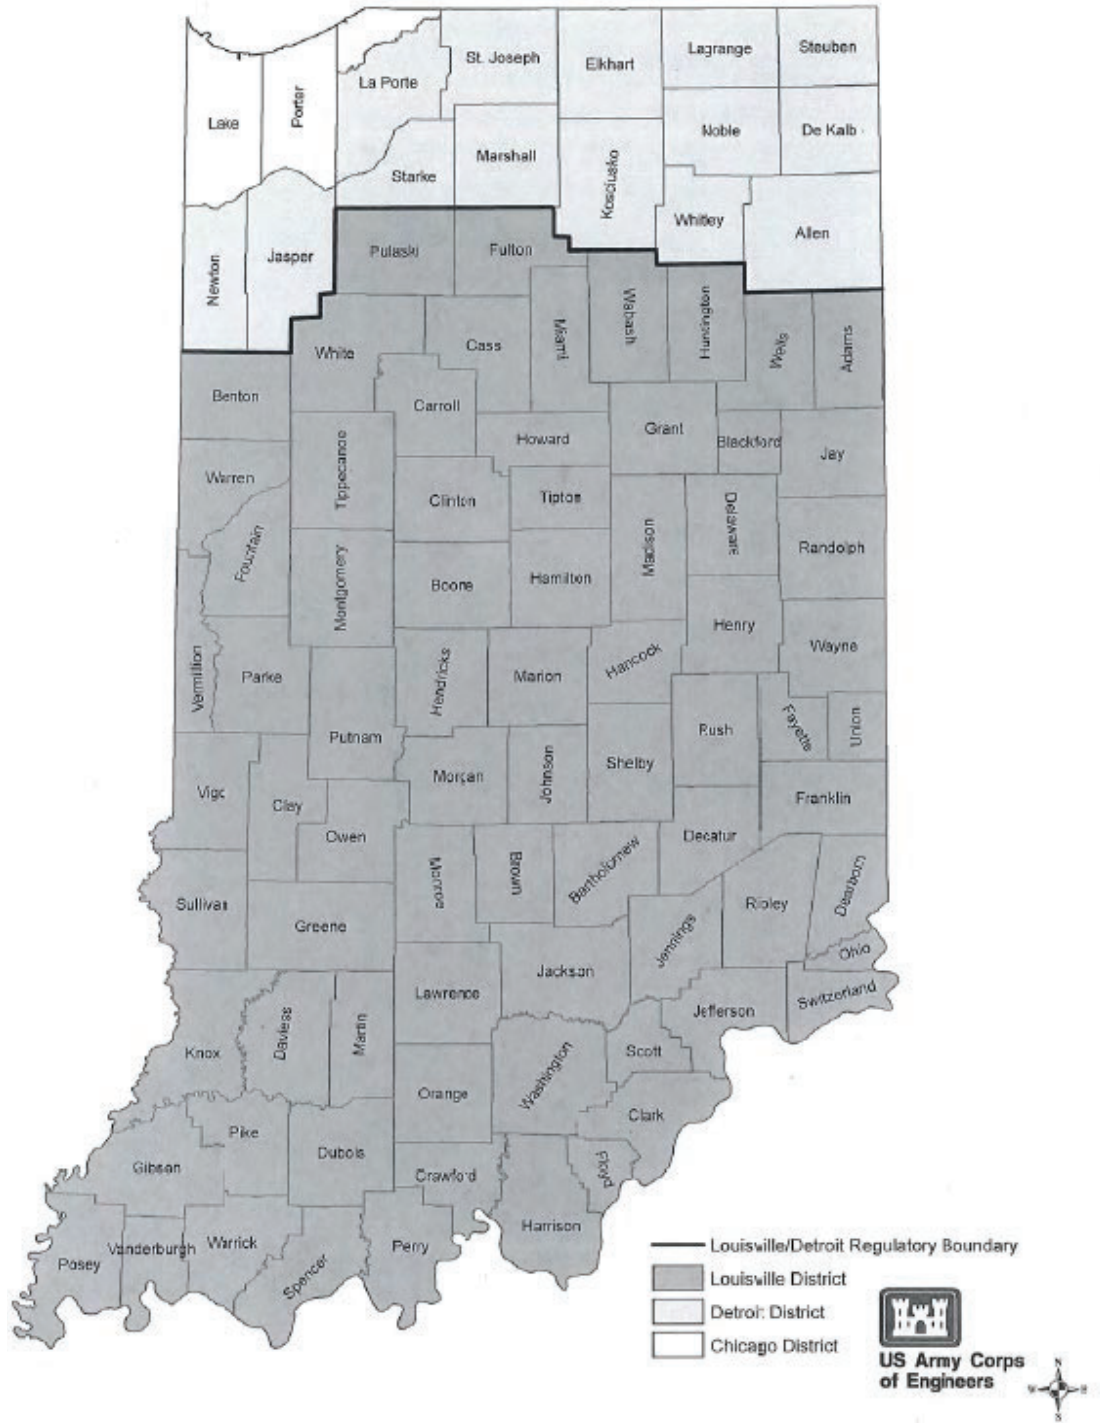 Lagrange
Steuben
St. Joseph
Elkhart
La Porte
Lake
Porter
Noble
De Kalb
Marshall
Starke
Kosciusko
Whitley
Allen
Newton
Jasper
Pulaski
Fulton
White
Cass
Miami
Wabash
Huntington
Wells
Adams
Benton
Carroll
Howard
Grant
Blackford
Jay
Warren
Tippecanoe
Clinton
Tipton
Madison
Delaware
Randolph
Fountain
Montgomery
Boone
Hamilton
Henry
Wayne
Vermillion
Parke
Hendricks
Marion
Hancock
Putnam
Rush
Fayette
Union
Morgan
Johnson
Shelby
Vigo
Clay
Franklin
Owen
Decatur
Monroe
Brown
Bartholomew
Ripley
Dearborn
Sullivan
Greene
Jennings
Ohio
Jackson
Lawrence
Jefferson
Switzerland
Knox
Daviess
Martin
Scott
Washington
Orange
Clark
Pike
Dubois
Gibson
Crawford
Floyd
Harrison
Posey
Vanderburgh
Warrick
Spencer
Perry
Louisville/Detroit Regulatory Boundary
Louisville District
Detroit District
Chicago District
US Army Corps
of Engineers
N
W
E
S